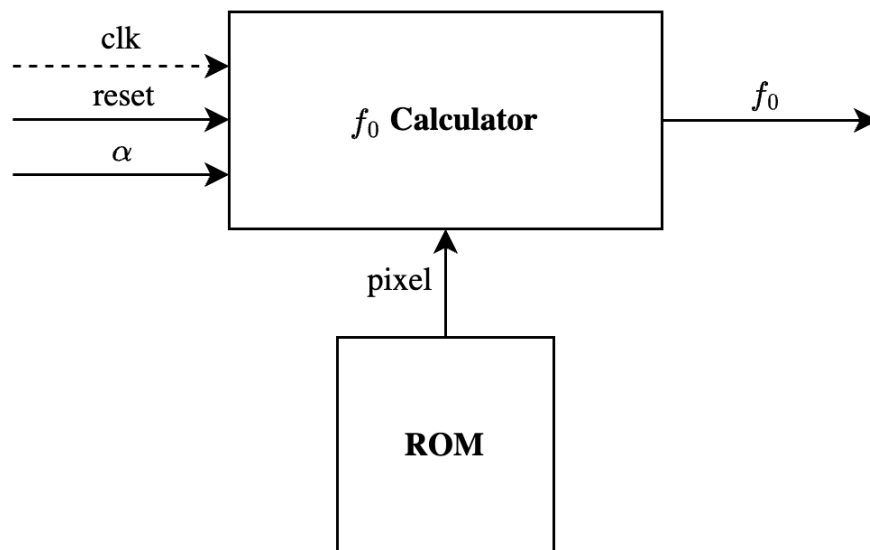 clk
reset
α
f₀ Calculator
f₀
pixel
ROM